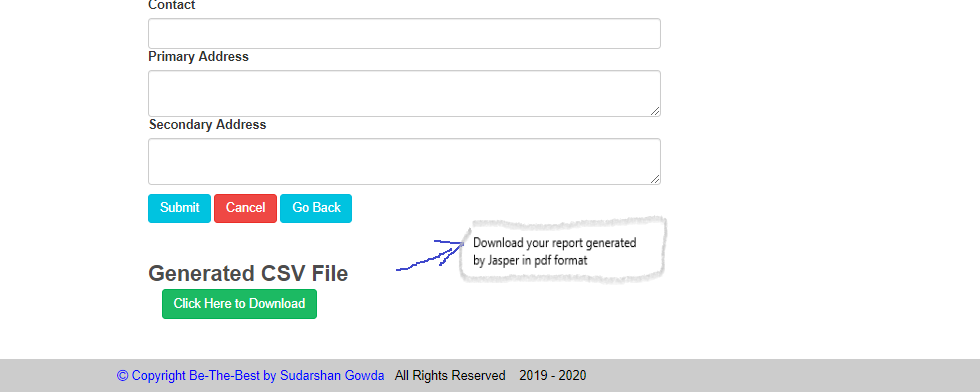 Contact
Primary Address
Secondary Address
Submit Cancel Go Back
Download your report generated
by Jasper in pdf format
Generated CSV File
Click Here to Download
© Copyright Be-The-Best by Sudarshan Gowda All Rights Reserved 2019 - 2020